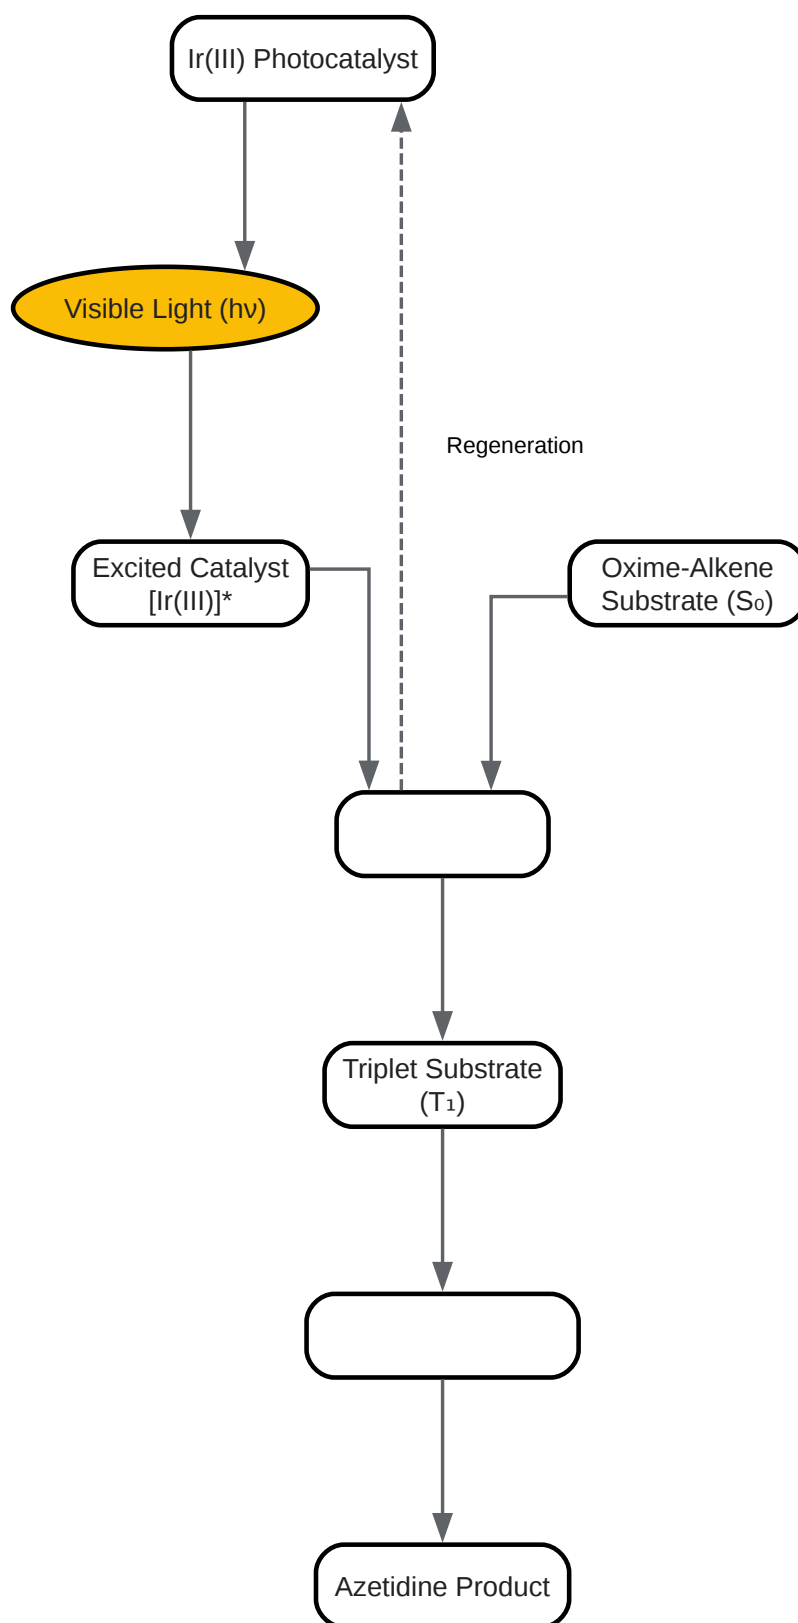 Ir(III) Photocatalyst
Visible Light (hν)
Regeneration
Excited Catalyst
[Ir(III)]*
Oxime-Alkene
Substrate (S₀)
Triplet Substrate
(T₁)
Azetidine Product